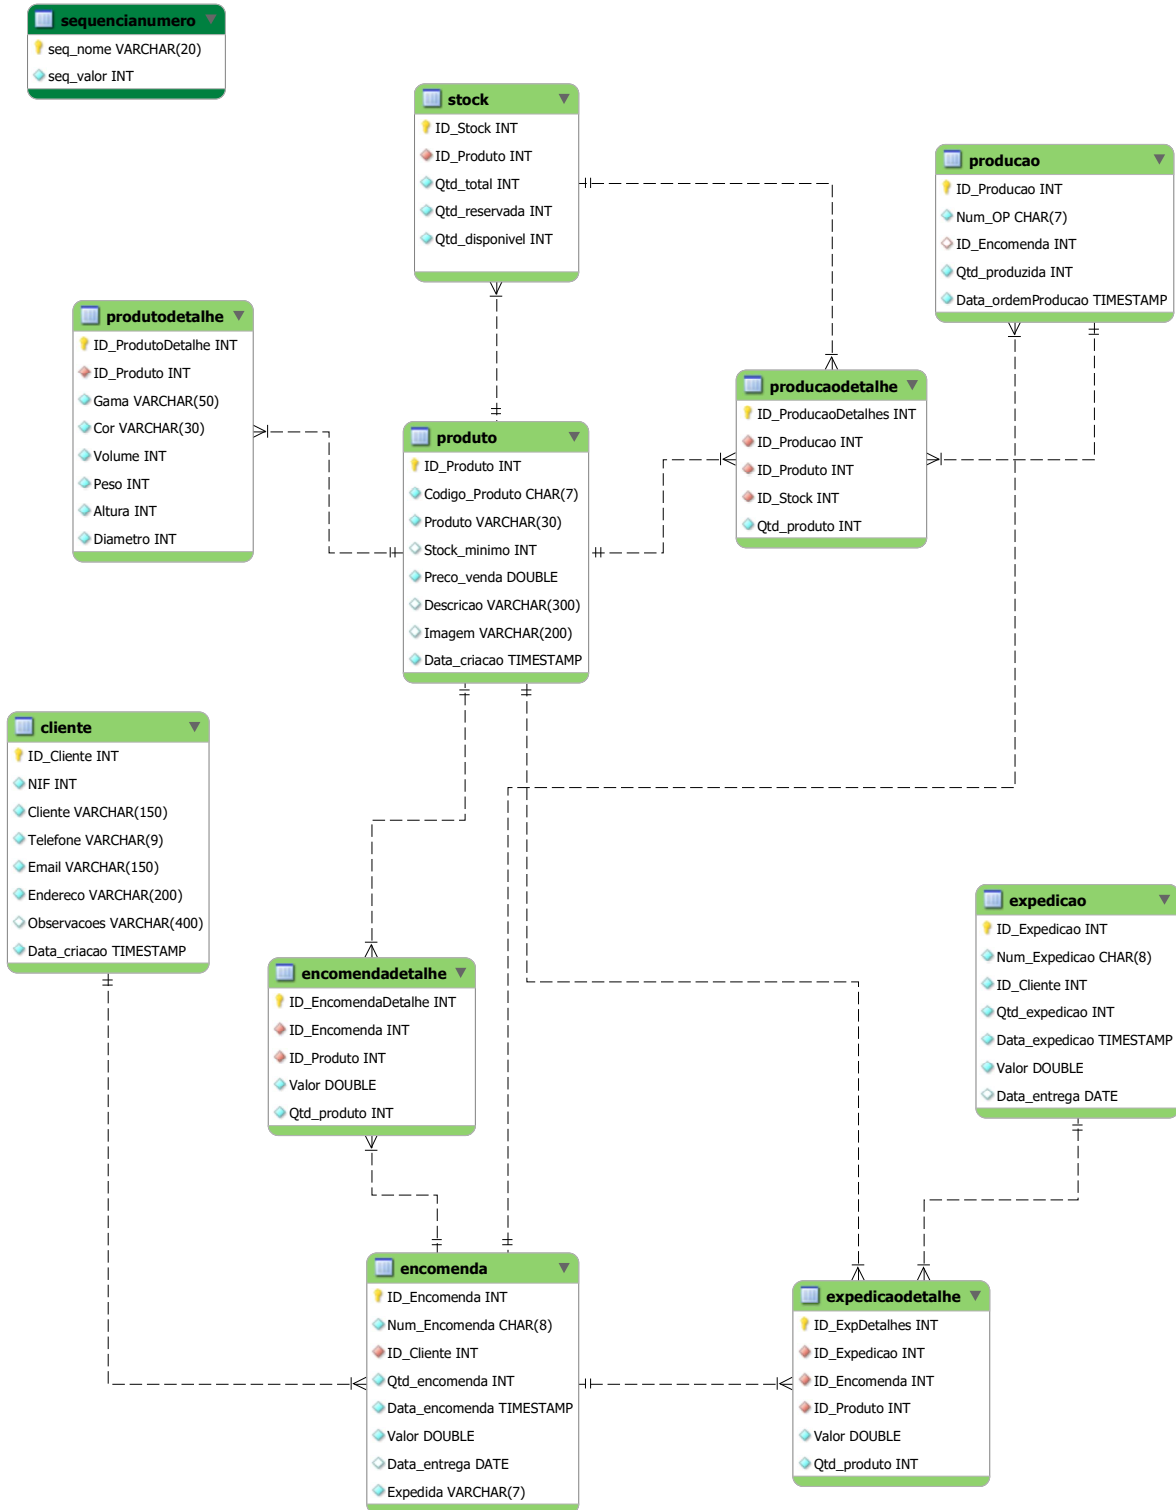 sequencianumero
seq_nome VARCHAR(20)
seq_valor INT
stock
ID_Stock INT
ID_Produto INT
Qtd_total INT
Qtd_reservada INT
Qtd_disponivel INT
producao
ID_Producao INT
Num_OP CHAR(7)
ID_Encomenda INT
Qtd_produzida INT
Data_ordemProducao TIMESTAMP
produtodetalhe
ID_ProdutoDetalhe INT
ID_Produto INT
Gama VARCHAR(50)
Cor VARCHAR(30)
Volume INT
Peso INT
Altura INT
Diametro INT
producaodetalhe
ID_ProducaoDetalhes INT
ID_Producao INT
ID_Produto INT
ID_Stock INT
Qtd_produto INT
produto
ID_Produto INT
Codigo_Produto CHAR(7)
Produto VARCHAR(30)
Stock_minimo INT
Preco_venda DOUBLE
Descricao VARCHAR(300)
Imagem VARCHAR(200)
Data_criacao TIMESTAMP
cliente
ID_Cliente INT
NIF INT
Cliente VARCHAR(150)
Telefone VARCHAR(9)
Email VARCHAR(150)
Endereco VARCHAR(200)
Observacoes VARCHAR(400)
Data_criacao TIMESTAMP
expedicao
ID_Expedicao INT
Num_Expedicao CHAR(8)
ID_Cliente INT
Qtd_expedicao INT
Data_expedicao TIMESTAMP
Valor DOUBLE
Data_entrega DATE
encomendadetalhe
ID_EncomendaDetalhe INT
ID_Encomenda INT
ID_Produto INT
Valor DOUBLE
Qtd_produto INT
encomenda
ID_Encomenda INT
Num_Encomenda CHAR(8)
ID_Cliente INT
Qtd_encomenda INT
Data_encomenda TIMESTAMP
Valor DOUBLE
Data_entrega DATE
Expedida VARCHAR(7)
expedicaodetalhe
ID_ExpDetalhes INT
ID_Expedicao INT
ID_Encomenda INT
ID_Produto INT
Valor DOUBLE
Qtd_produto INT